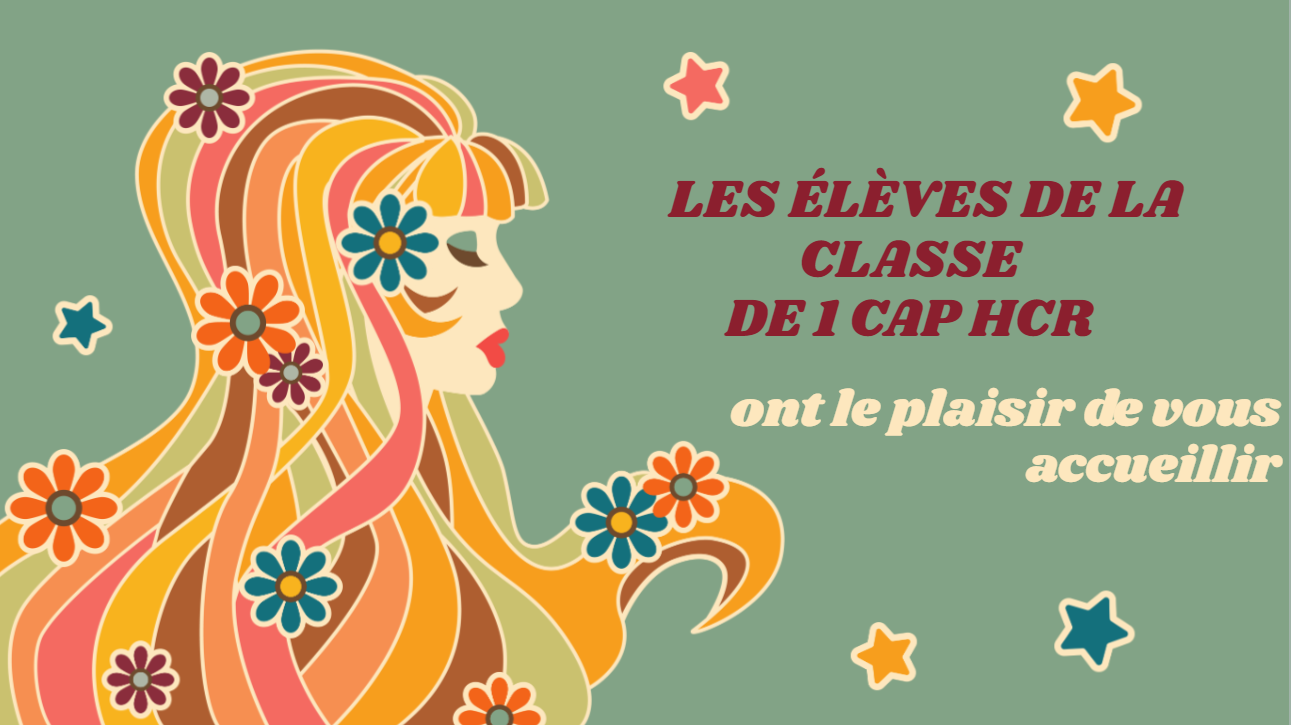 LES ÉLÈVES DE LA
CLASSE
DE 1 CAP HCR
ont le plaisir de vous
accueillir